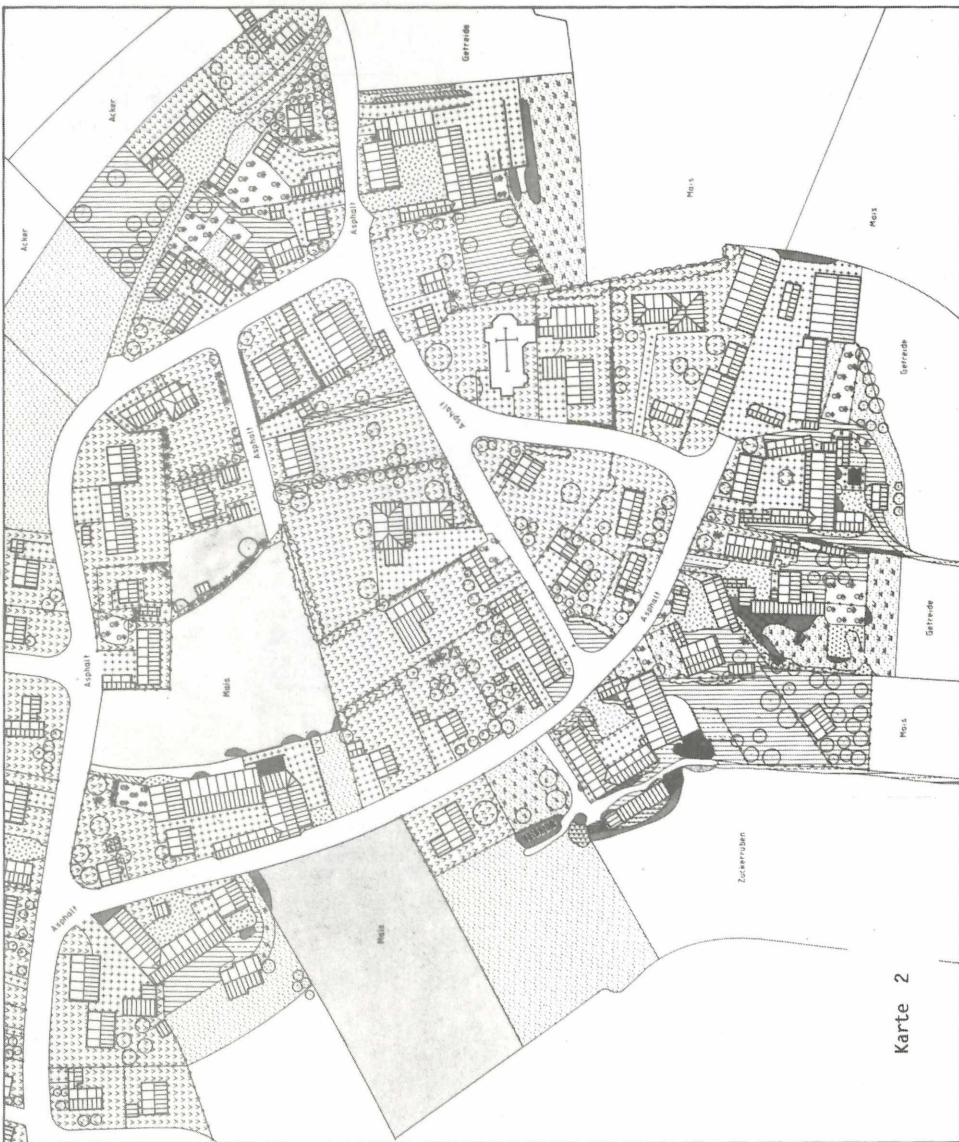 Getreide
Acker
Acker
Asphalt
Mais
Mais
Getreide
Asphalt
Asphalt
Asphalt
Mais
Asphalt
Getreide
Mais
Zuckerrüben
Asphalt
Mais
Karte 2